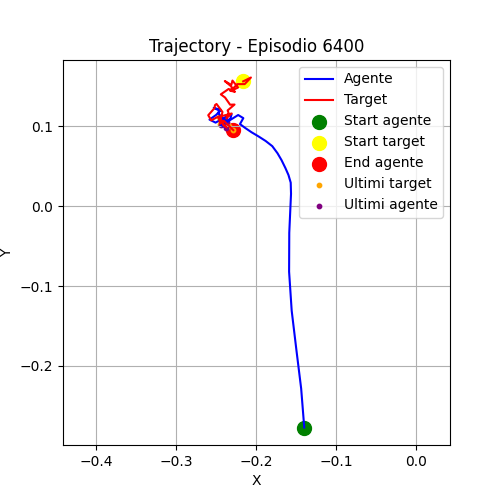 Trajectory - Episodio 6400
Agente
Target
Start agente
Start target
End agente
Ultimi target
Ultimi agente
0.1
0.0
−0.1
−0.2
Y
−0.4
−0.3
−0.2
−0.1
0.0
X